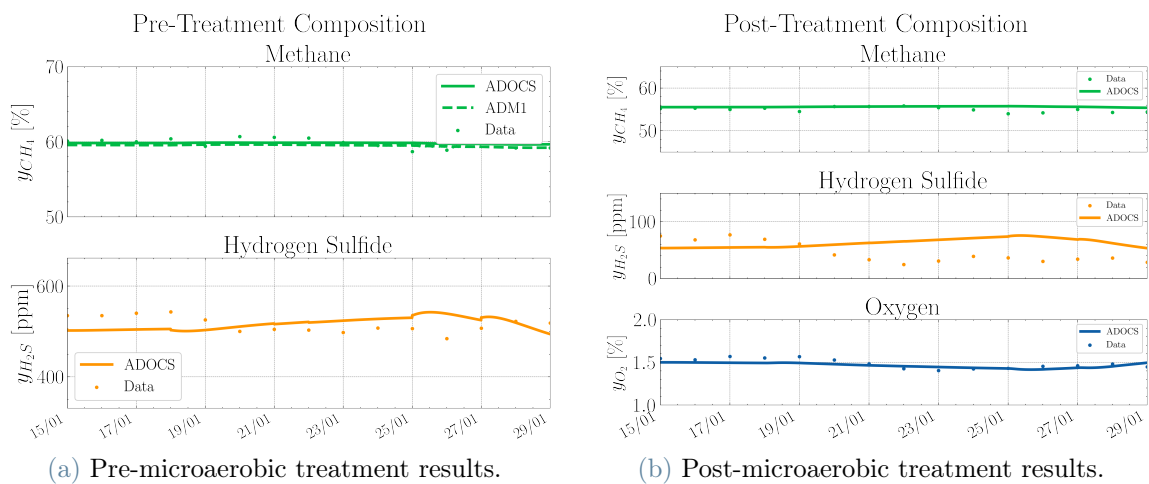 Pre-Treatment Composition
Methane
70
60
50
y_{CH_4} [%]
ADOCS
ADM1
Data
Hydrogen Sulfide
600
400
y_{H_2S} [ppm]
ADOCS
Data
15/01
17/01
19/01
21/01
23/01
25/01
27/01
29/01
(a) Pre-microaerobic treatment results.
Post-Treatment Composition
Methane
60
50
y_{CH_4} [%]
Data
ADOCS
Hydrogen Sulfide
100
0
y_{H_2S} [ppm]
Data
ADOCS
Oxygen
2.0
1.5
1.0
y_{O_2} [%]
ADOCS
Data
15/01
17/01
19/01
21/01
23/01
25/01
27/01
29/01
(b) Post-microaerobic treatment results.